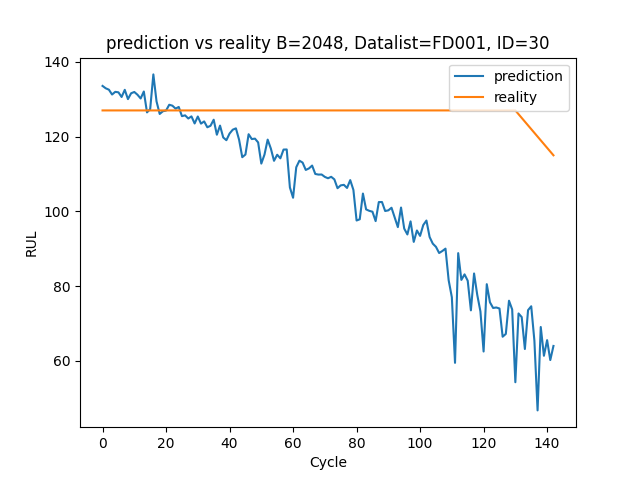 prediction vs reality B=2048, Datalist=FD001, ID=30
prediction
reality
RUL
140
120
100
80
60
0 20 40 60 80 100 120 140
Cycle